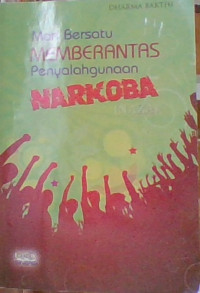 Mari Bersatu
MEMBERANTAS
Penyalahgunaan
NARKOBA